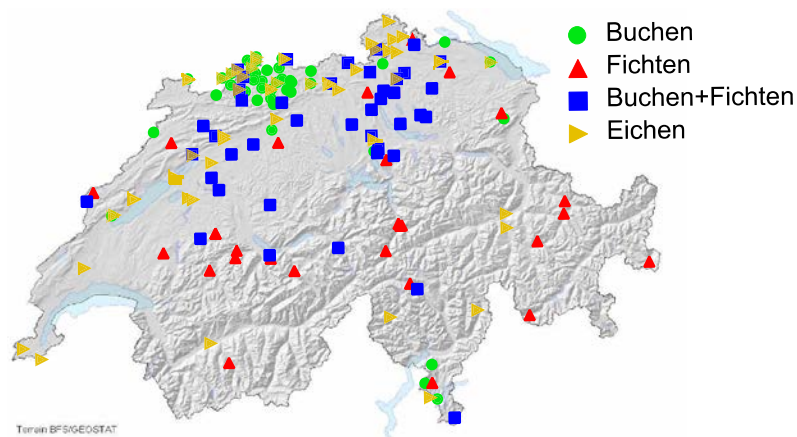 Buchen
Fichten
Buchen+Fichten
Eichen
Terrain BFS/GEOSTAT